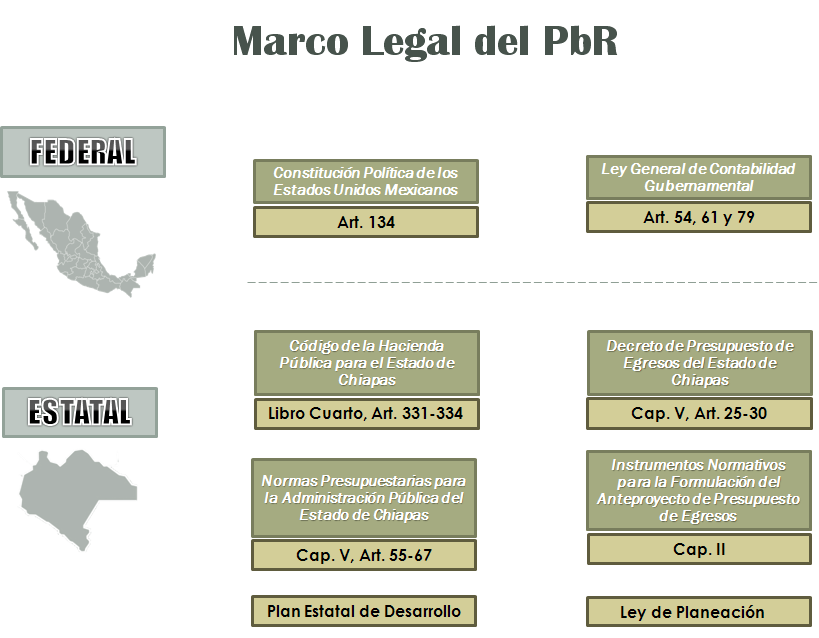 Marco Legal del PbR
FEDERAL
Constitución Política de los
Estados Unidos Mexicanos
Art. 134
Ley General de Contabilidad
Gubernamental
Art. 54, 61 y 79
ESTATAL
Código de la Hacienda
Pública para el Estado de
Chiapas
Libro Cuarto, Art. 331-334
Decreto de Presupuesto de
Egresos del Estado de
Chiapas
Cap. V, Art. 25-30
Normas Presupuestarias para
la Administración Pública del
Estado de Chiapas
Cap. V, Art. 55-67
Instrumentos Normativos
para la Formulación del
Anteproyecto de Presupuesto
de Egresos
Cap. II
Plan Estatal de Desarrollo
Ley de Planeación